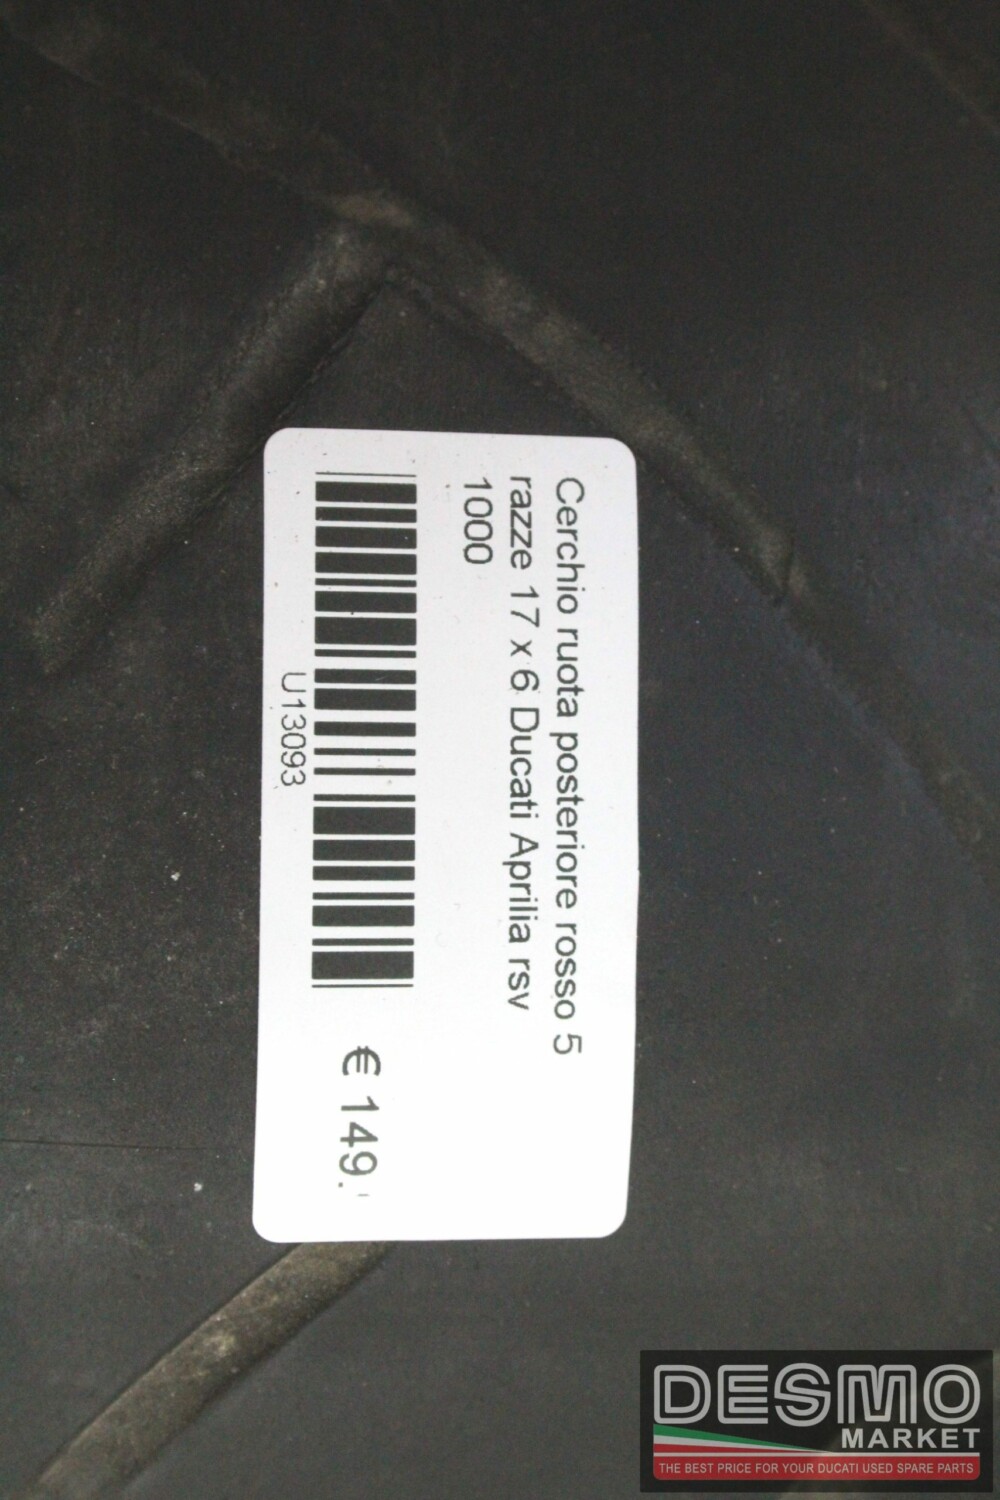 Cerchio ruota posteriore rosso 5
razze 17 x 6 Ducati Aprilia rsv
1000
U13093
€ 149.
DESMO
MARKET
THE BEST PRICE FOR YOUR DUCATI USED SPARE PARTS